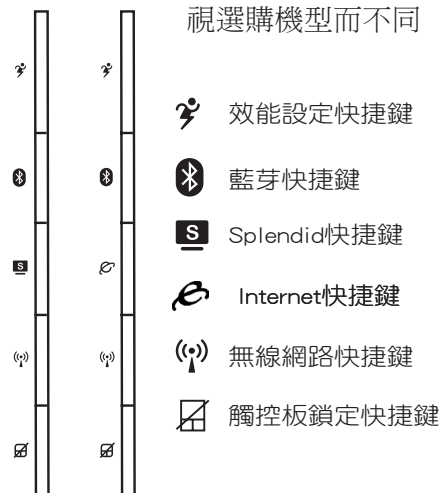 視選購機型而不同
效能設定快捷鍵
藍芽快捷鍵
S Splendid快捷鍵
Internet快捷鍵
無線網路快捷鍵
觸控板鎖定快捷鍵